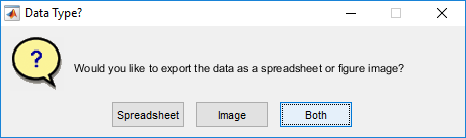 Data Type?
?
Would you like to export the data as a spreadsheet or figure image?
Spreadsheet Image Both